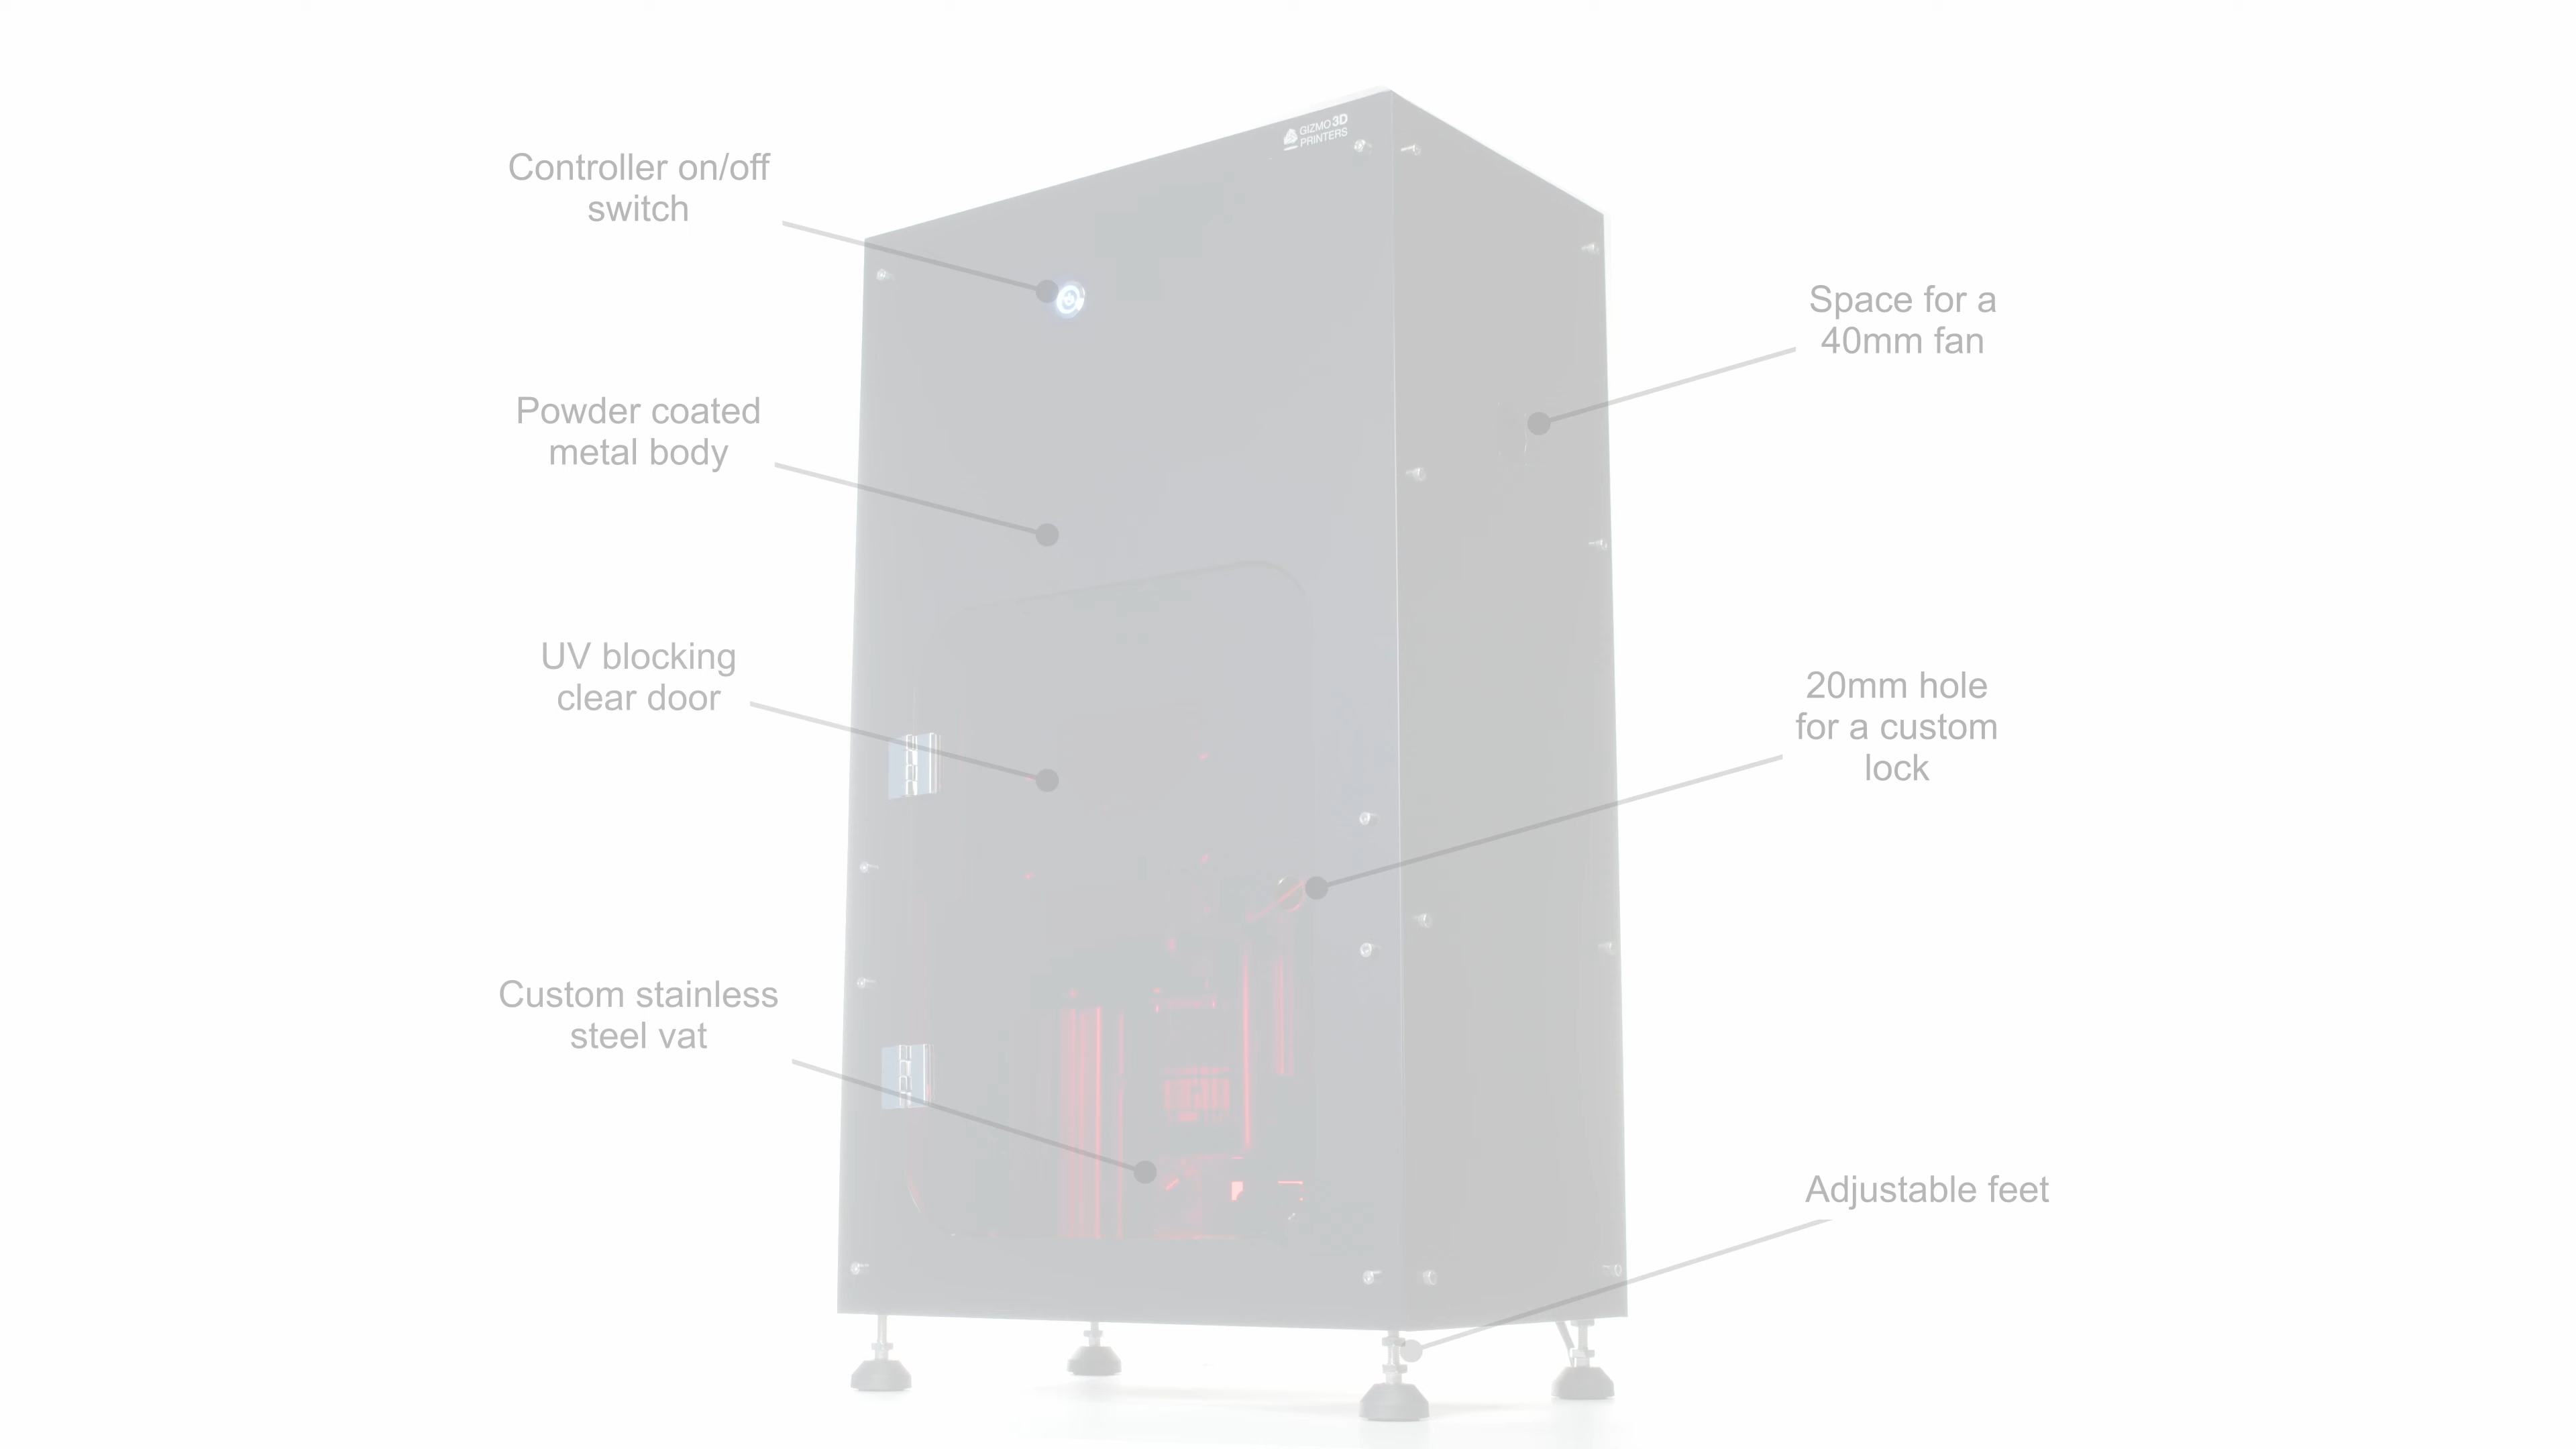 GIZMO 3D
PRINTERS
Controller on/off
switch
Space for a
40mm fan
Powder coated
metal body
UV blocking
clear door
20mm hole
for a custom
lock
Custom stainless
steel vat
Adjustable feet